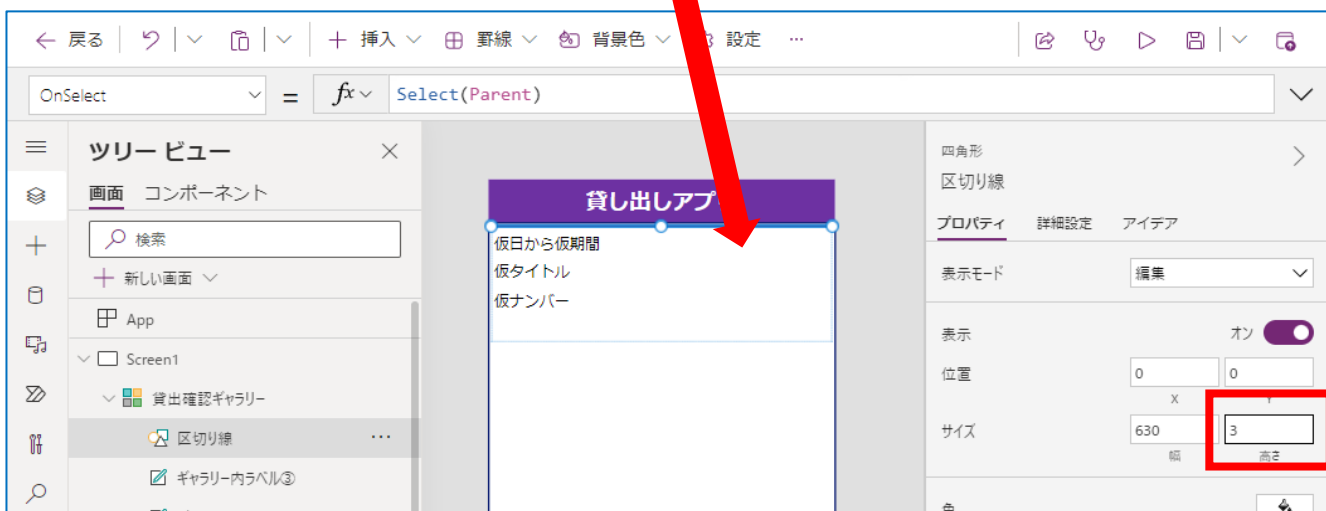 戻る 挿入 罫線 背景色 設定 …
OnSelect = fx Select(Parent)
ツリー ビュー
画面 コンポーネント
検索
新しい画面
App
Screen1
貸出確認ギャラリー
区切り線 …
ギャラリー内ラベル③
貸し出しアプ
仮日から仮期間
仮タイトル
仮ナンバー
四角形
区切り線
プロパティ 詳細設定 アイデア
表示モード 編集
表示 オン
位置 0 0
X
サイズ 630 3
幅 高さ
色